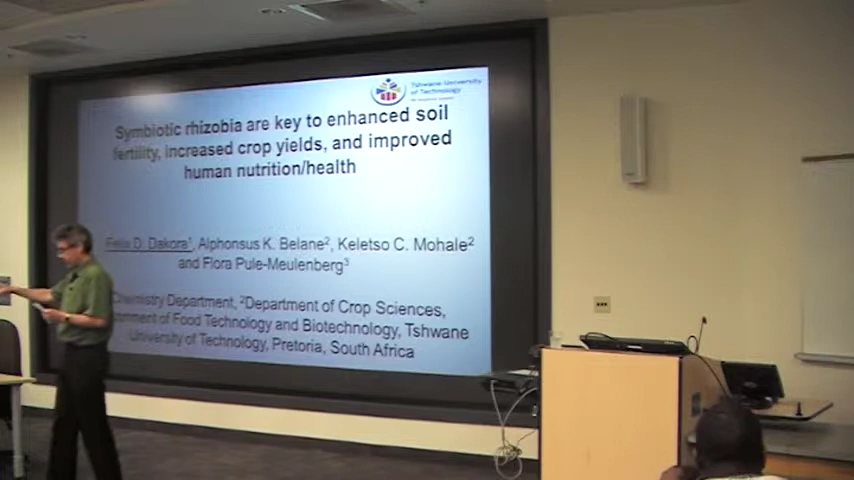 Tshwane University
of Technology
Symbiotic rhizobia are key to enhanced soil
fertility, increased crop yields, and improved
human nutrition/health
Felix D. Dakora¹, Alphonsus K. Belane², Keletso C. Mohale²
and Flora Pule-Meulenberg³
Chemistry Department, ²Department of Crop Sciences,
of Food Technology and Biotechnology, Tshwane
University of Technology, Pretoria, South Africa